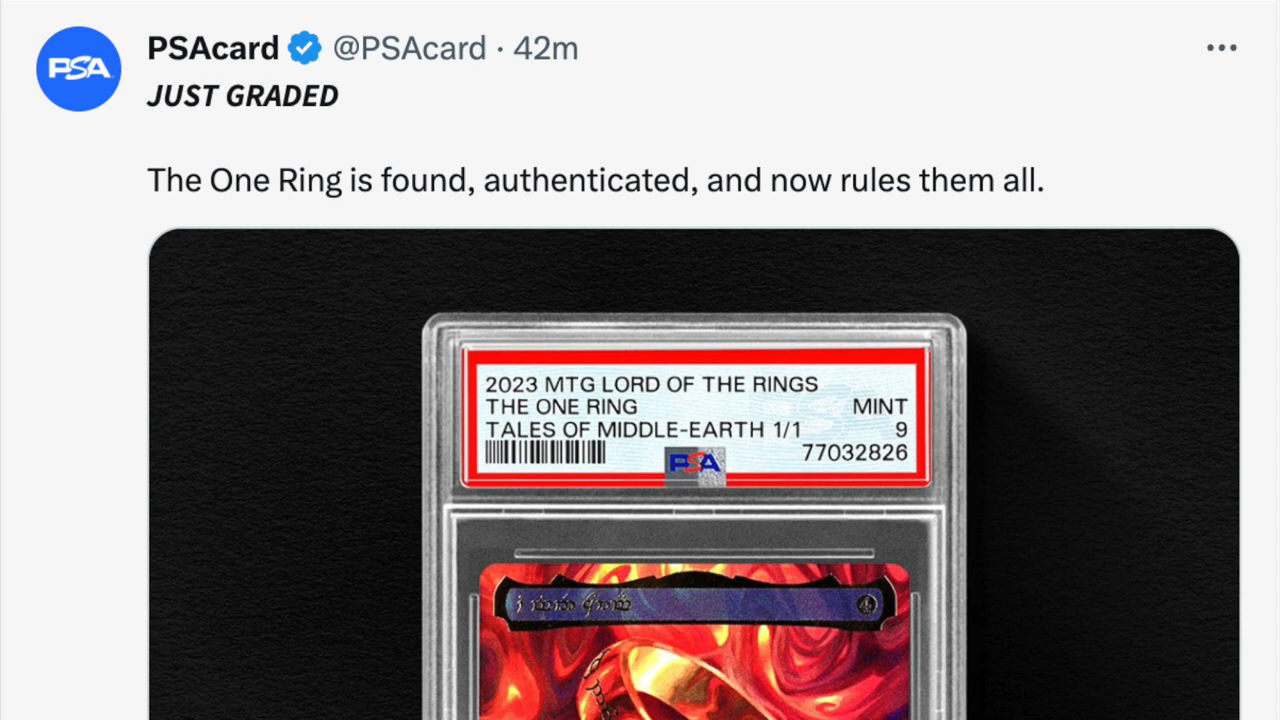 PSA
PSAcard @PSAcard · 42m
JUST GRADED
The One Ring is found, authenticated, and now rules them all.
2023 MTG LORD OF THE RINGS
THE ONE RING MINT
TALES OF MIDDLE-EARTH 1/1 9
77032826
PSA